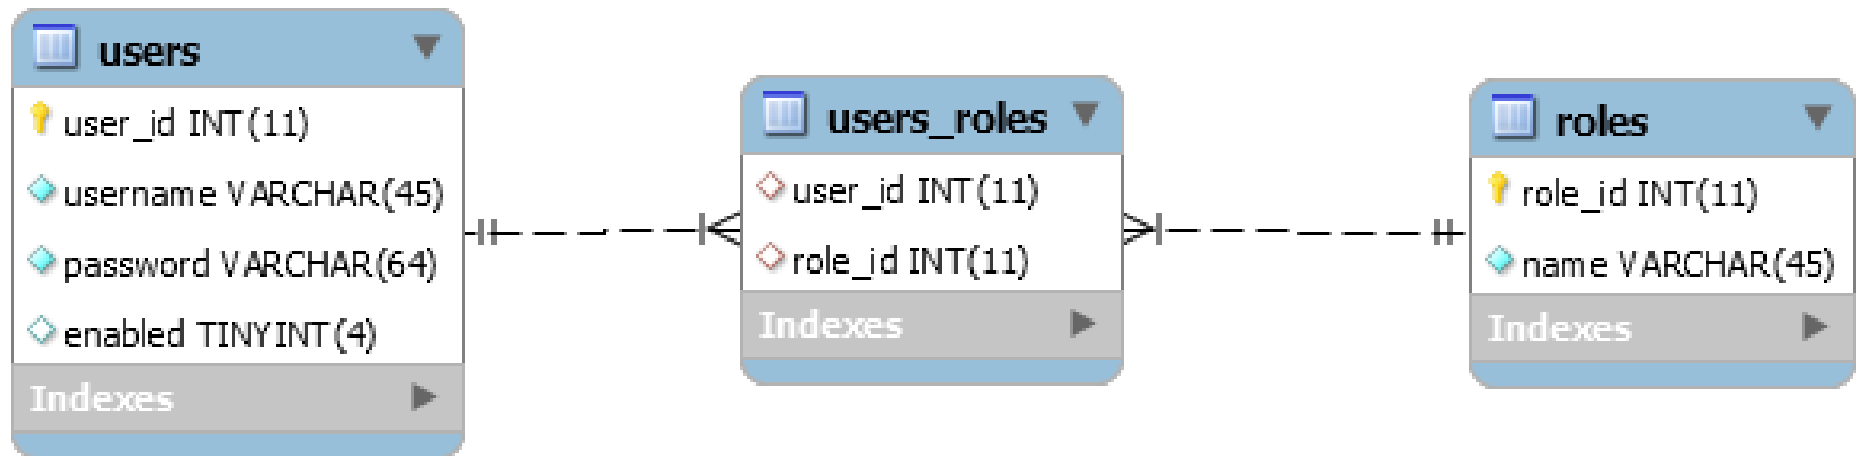 users
user_id INT(11)
username VARCHAR(45)
password VARCHAR(64)
enabled TINYINT(4)
Indexes
users_roles
user_id INT(11)
role_id INT(11)
Indexes
roles
role_id INT(11)
name VARCHAR(45)
Indexes